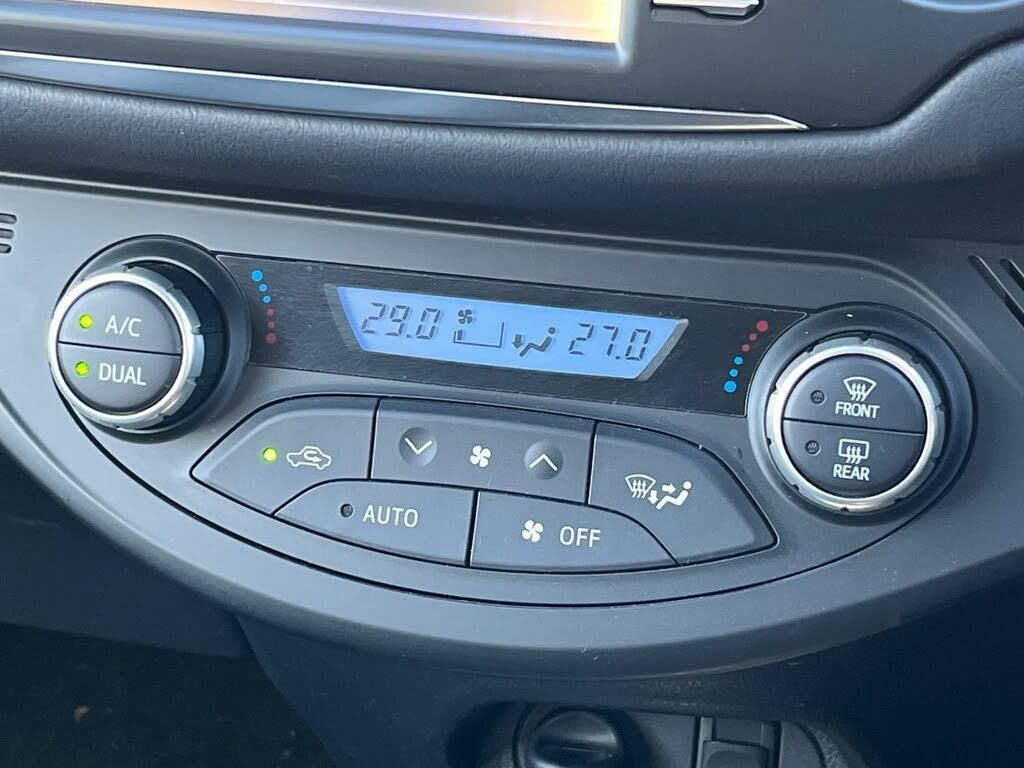 29.0 27.0
A/C
DUAL
FRONT
REAR
AUTO
OFF